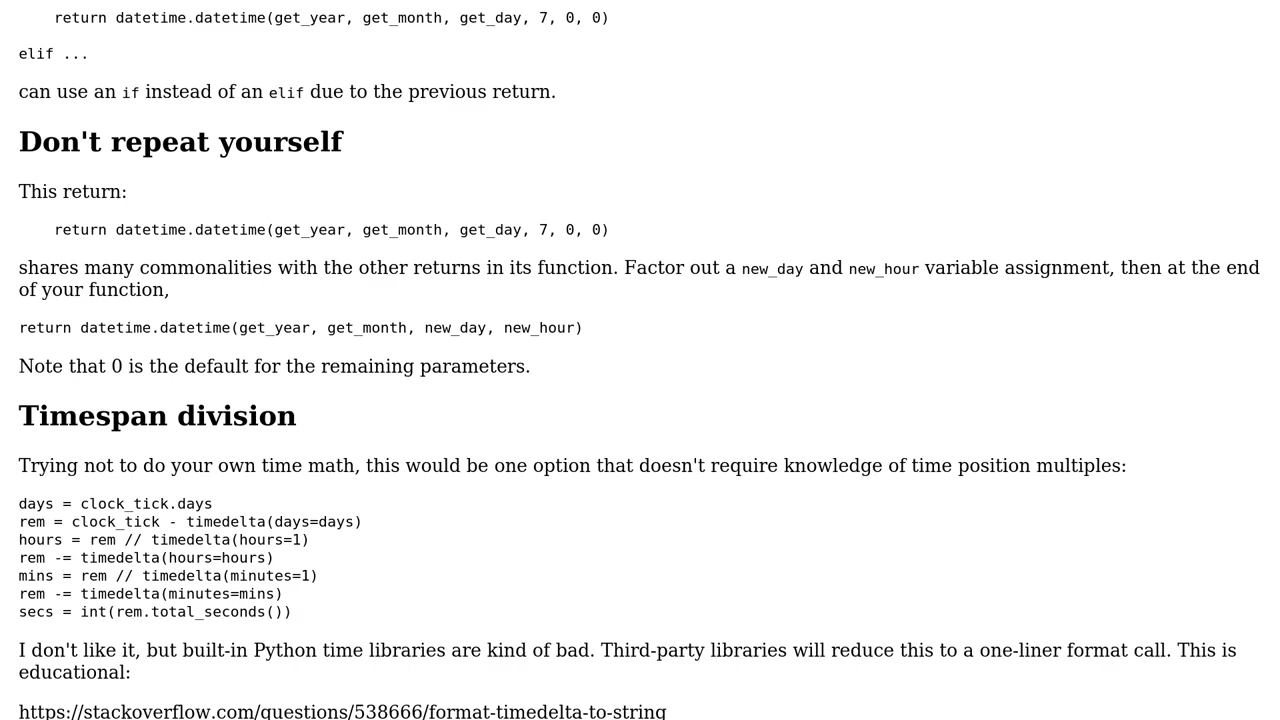 return datetime.datetime(get_year, get_month, get_day, 7, 0, 0)
elif ...
can use an if instead of an elif due to the previous return.
Don't repeat yourself
This return:
return datetime.datetime(get_year, get_month, get_day, 7, 0, 0)
shares many commonalities with the other returns in its function. Factor out a new_day and new_hour variable assignment, then at the end
of your function,
return datetime.datetime(get_year, get_month, new_day, new_hour)
Note that 0 is the default for the remaining parameters.
Timespan division
Trying not to do your own time math, this would be one option that doesn't require knowledge of time position multiples:
days = clock_tick.days
rem = clock_tick - timedelta(days=days)
hours = rem // timedelta(hours=1)
rem -= timedelta(hours=hours)
mins = rem // timedelta(minutes=1)
rem -= timedelta(minutes=mins)
secs = int(rem.total_seconds())
I don't like it, but built-in Python time libraries are kind of bad. Third-party libraries will reduce this to a one-liner format call. This is
educational:
https://stackoverflow.com/questions/538666/format-timedelta-to-string